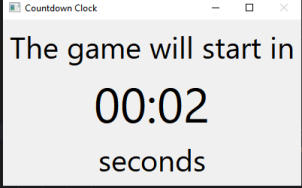 Countdown Clock
The game will start in
00:02
seconds